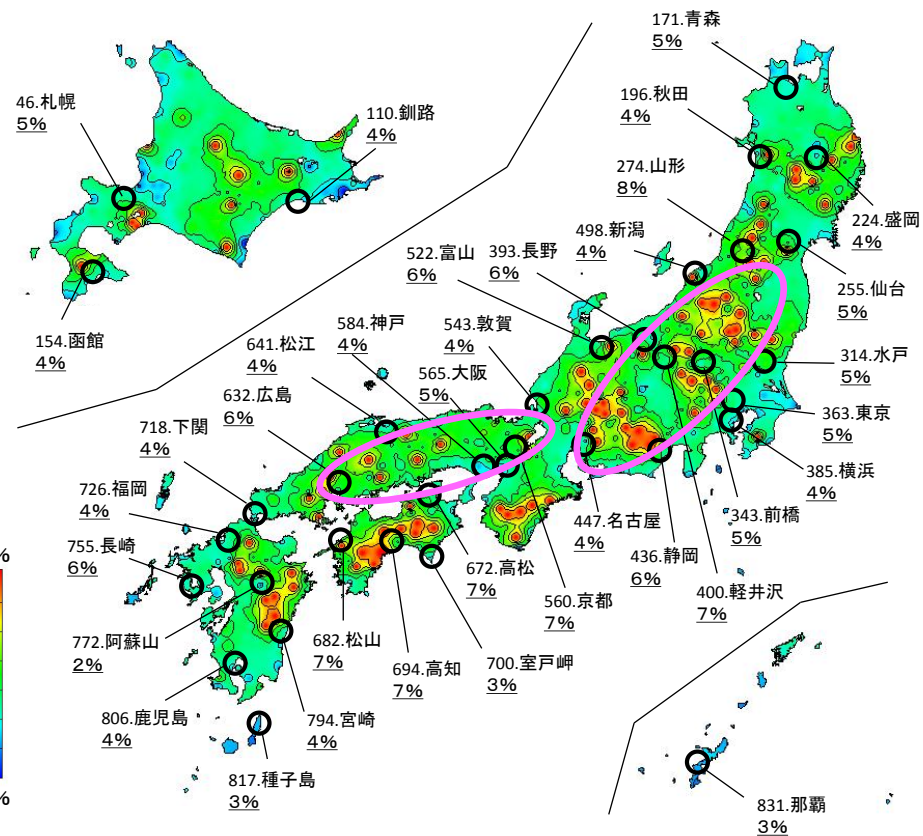 171.青森
5%
46.札幌
5%
110.釧路
4%
196.秋田
4%
274.山形
8%
224.盛岡
4%
498.新潟
4%
522.富山
6%
393.長野
6%
255.仙台
5%
154.函館
4%
584.神戸
4%
543.敦賀
4%
641.松江
4%
565.大阪
5%
314.水戸
5%
632.広島
6%
363.東京
5%
718.下関
4%
385.横浜
4%
726.福岡
4%
447.名古屋
4%
343.前橋
5%
755.長崎
6%
436.静岡
6%
672.高松
7%
400.軽井沢
7%
560.京都
7%
772.阿蘇山
2%
682.松山
7%
694.高知
7%
700.室戸岬
3%
806.鹿児島
4%
794.宮崎
4%
817.種子島
3%
831.那覇
3%
%
%